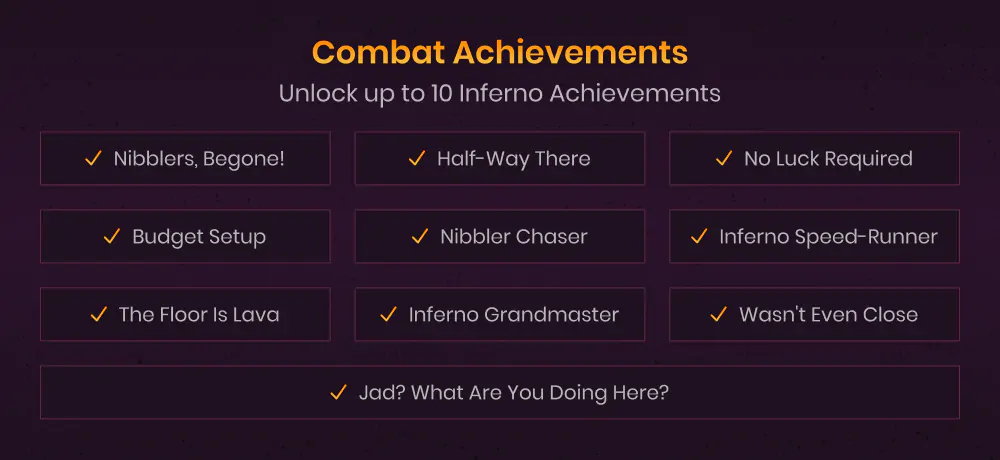 Combat Achievements
Unlock up to 10 Inferno Achievements
Nibblers, Begone!
Half-Way There
No Luck Required
Budget Setup
Nibbler Chaser
Inferno Speed-Runner
The Floor Is Lava
Inferno Grandmaster
Wasn't Even Close
Jad? What Are You Doing Here?